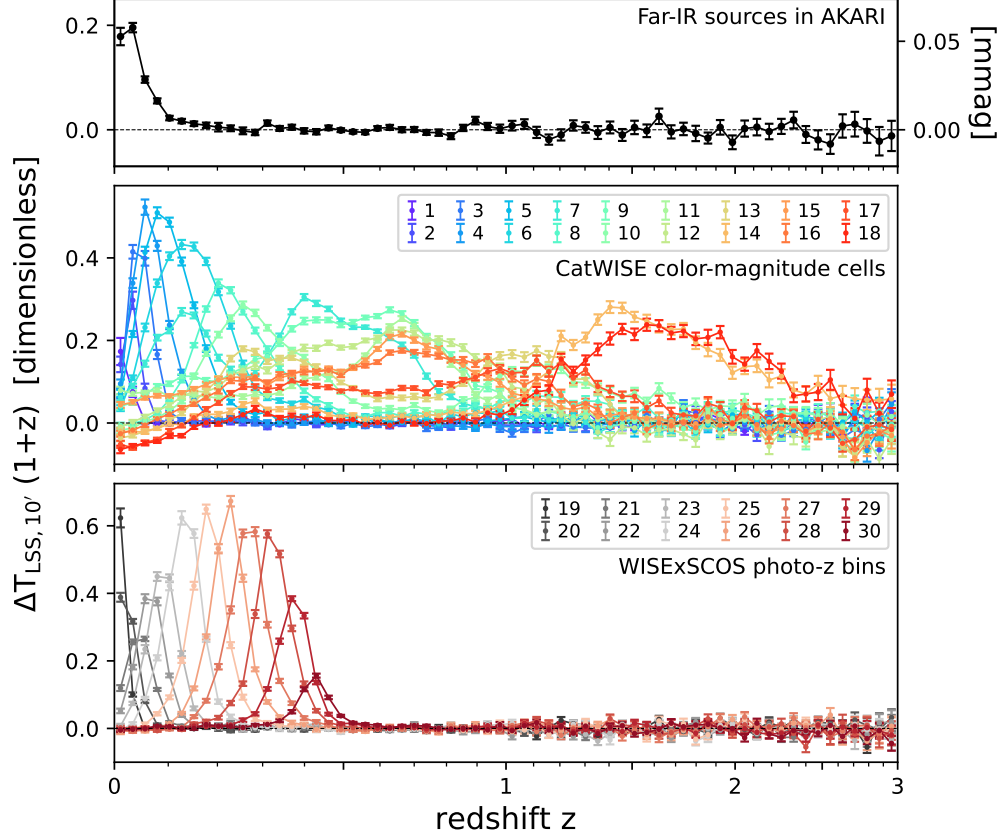 Far-IR sources in AKARI
0.2
0.1
0.0
0.05
0.00
[mmag]
1 3 5 7 9 11 13 15 17
2 4 6 8 10 12 14 16 18
CatWISE color-magnitude cells
0.4
0.2
0.0
ΔT_LSS, 10′ (1+z) [dimensionless]
19 21 23 25 27 29
20 22 24 26 28 30
WISExSCOS photo-z bins
0.6
0.4
0.2
0.0
0 1 2 3
redshift z